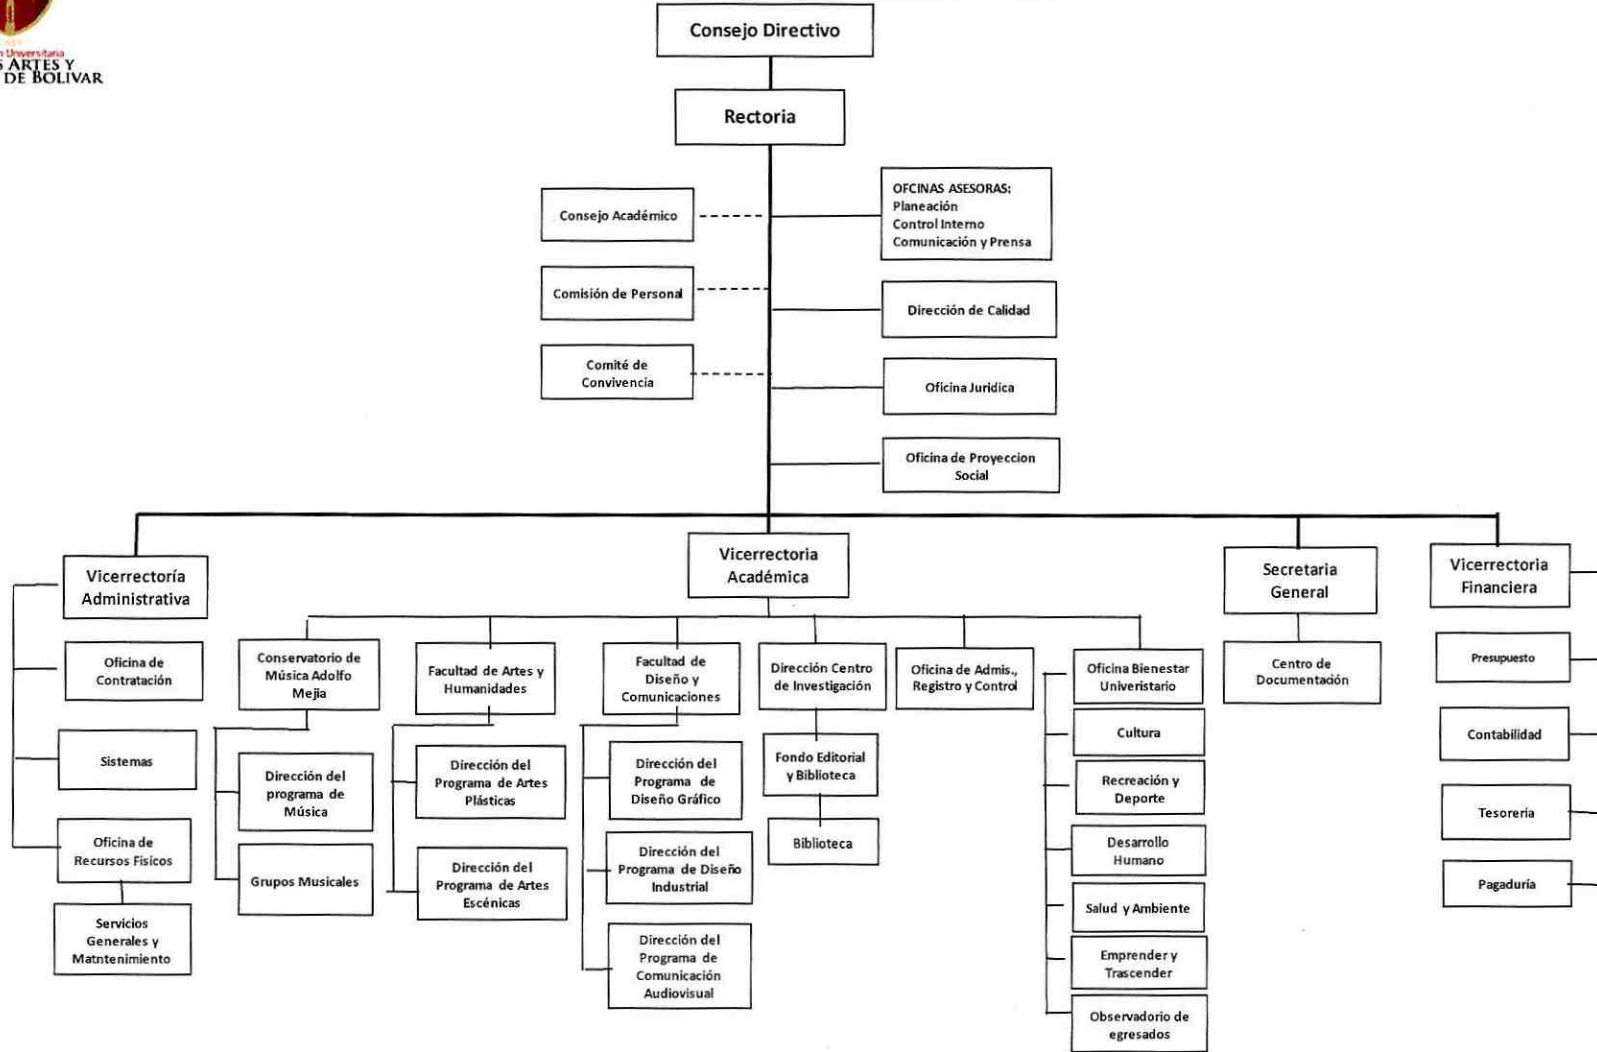 n Universitaria
S ARTES Y
DE BOLIVAR
Consejo Directivo
Rectoria
Consejo Académico
Comisión de Personal
Comité de
Convivencia
OFCINAS ASESORAS:
Planeación
Control Interno
Comunicación y Prensa
Dirección de Calidad
Oficina Juridica
Oficina de Proyeccion
Social
Vicerrectoría
Administrativa
Oficina de
Contratación
Sistemas
Oficina de
Recursos Fisicos
Servicios
Generales y
Matntenimiento
Vicerrectoria
Académica
Conservatorio de
Música Adolfo
Mejia
Dirección del
programa de
Música
Grupos Musicales
Facultad de Artes y
Humanidades
Dirección del
Programa de Artes
Plásticas
Dirección del
Programa de Artes
Escénicas
Facultad de
Diseño y
Comunicaciones
Dirección del
Programa de
Diseño Gráfico
Dirección del
Programa de Diseño
Industrial
Dirección del
Programa de
Comunicación
Audiovisual
Dirección Centro
de Investigación
Fondo Editorial
y Biblioteca
Biblioteca
Oficina de Admis.,
Registro y Control
Oficina Bienestar
Univeristario
Cultura
Recreación y
Deporte
Desarrollo
Humano
Salud y Ambiente
Emprender y
Trascender
Observadorio de
egresados
Secretaria
General
Centro de
Documentación
Vicerrectoria
Financiera
Presupuesto
Contabilidad
Tesoreria
Pagaduría